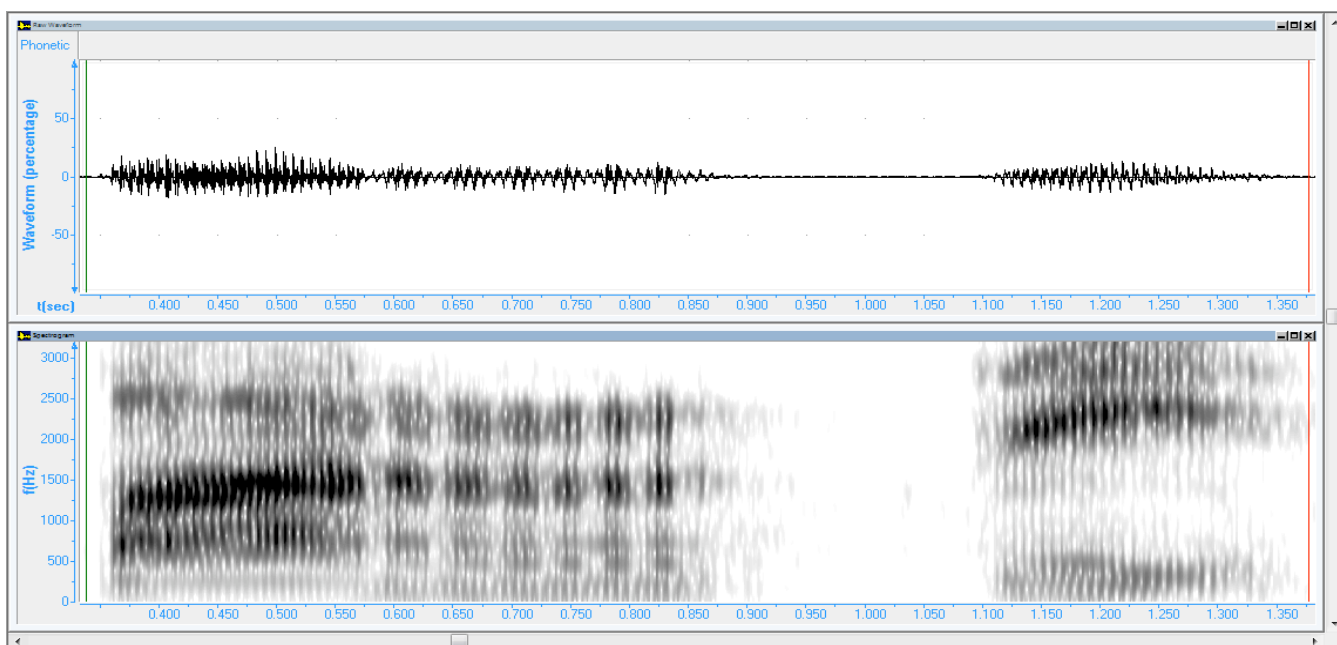 Raw Waveform
Phonetic
Waveform (percentage)
50
0
-50
t(sec) 0.400 0.450 0.500 0.550 0.600 0.650 0.700 0.750 0.800 0.850 0.900 0.950 1.000 1.050 1.100 1.150 1.200 1.250 1.300 1.350
Spectrogram
f(Hz)
3000
2500
2000
1500
1000
500
0
0.400 0.450 0.500 0.550 0.600 0.650 0.700 0.750 0.800 0.850 0.900 0.950 1.000 1.050 1.100 1.150 1.200 1.250 1.300 1.350